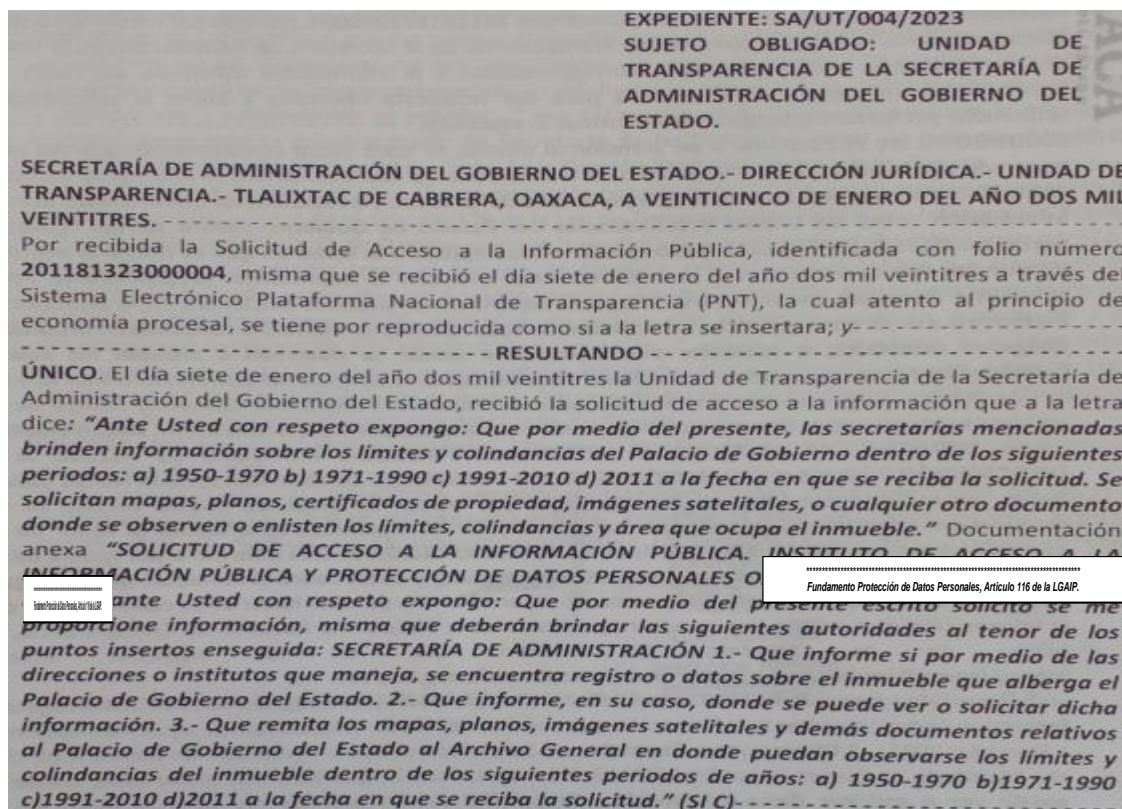 EXPEDIENTE: SA/UT/004/2023
SUJETO OBLIGADO: UNIDAD DE
TRANSPARENCIA DE LA SECRETARÍA DE
ADMINISTRACIÓN DEL GOBIERNO DEL
ESTADO.
SECRETARÍA DE ADMINISTRACIÓN DEL GOBIERNO DEL ESTADO.- DIRECCIÓN JURÍDICA.- UNIDAD DE
TRANSPARENCIA.- TLALIXTAC DE CABRERA, OAXACA, A VEINTICINCO DE ENERO DEL AÑO DOS MIL
VEINTITRES. - - - - - - - - - - - - - - - - - - - - - - - - - - - - - - - - - - - - - - - -
Por recibida la Solicitud de Acceso a la Información Pública, identificada con folio número
201181323000004, misma que se recibió el día siete de enero del año dos mil veintitres a través del
Sistema Electrónico Plataforma Nacional de Transparencia (PNT), la cual atento al principio de
economía procesal, se tiene por reproducida como si a la letra se insertara; y- - - - - - - - - - - - - -
- - - - - - - - - - - - - - - - - - - - - - - - RESULTANDO - - - - - - - - - - - - - - - - - - - - - - - -
ÚNICO. El día siete de enero del año dos mil veintitres la Unidad de Transparencia de la Secretaría de
Administración del Gobierno del Estado, recibió la solicitud de acceso a la información que a la letra
dice: "Ante Usted con respeto expongo: Que por medio del presente, las secretarías mencionadas
brinden información sobre los límites y colindancias del Palacio de Gobierno dentro de los siguientes
periodos: a) 1950-1970 b) 1971-1990 c) 1991-2010 d) 2011 a la fecha en que se reciba la solicitud. Se
solicitan mapas, planos, certificados de propiedad, imágenes satelitales, o cualquier otro documento
donde se observen o enlisten los límites, colindancias y área que ocupa el inmueble." Documentación
anexa "SOLICITUD DE ACCESO A LA INFORMACIÓN PÚBLICA. INSTITUTO DE ACCESO A LA
INFORMACIÓN PÚBLICA Y PROTECCIÓN DE DATOS PERSONALES
Fundamento Protección de Datos Personales, Artículo 116 de la LGAIP.
Fundamento Protección de Datos Personales, Artículo 116 de la LGAIP.
ante Usted con respeto expongo: Que por medio del presente escrito solicito se me
proporcione información, misma que deberán brindar las siguientes autoridades al tenor de los
puntos insertos enseguida: SECRETARÍA DE ADMINISTRACIÓN 1.- Que informe si por medio de las
direcciones o institutos que maneja, se encuentra registro o datos sobre el inmueble que alberga el
Palacio de Gobierno del Estado. 2.- Que informe, en su caso, donde se puede ver o solicitar dicha
información. 3.- Que remita los mapas, planos, imágenes satelitales y demás documentos relativos
al Palacio de Gobierno del Estado al Archivo General en donde puedan observarse los límites y
colindancias del inmueble dentro de los siguientes periodos de años: a) 1950-1970 b)1971-1990
c)1991-2010 d)2011 a la fecha en que se reciba la solicitud." (SI C)- - - - - - - - - - - - - - - - - -